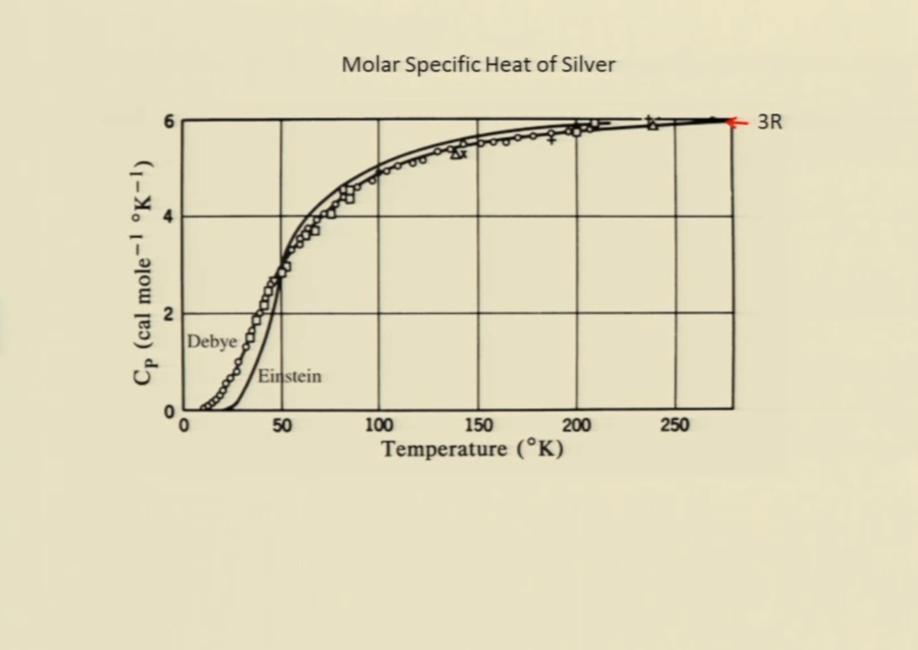 Molar Specific Heat of Silver
6
3R
4
2
0
C_P (cal mole⁻¹ °K⁻¹)
Debye
Einstein
0 50 100 150 200 250
Temperature (°K)